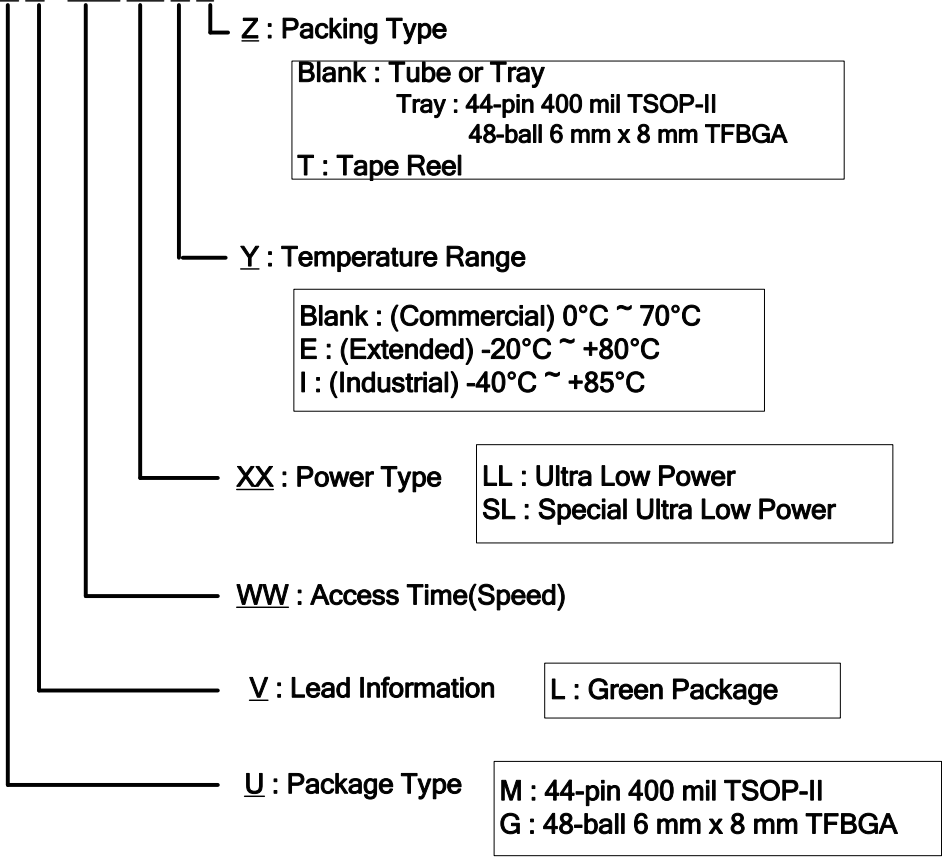 Z : Packing Type
Blank : Tube or Tray
Tray : 44-pin 400 mil TSOP-II
48-ball 6 mm x 8 mm TFBGA
T : Tape Reel
Y : Temperature Range
Blank : (Commercial) 0°C ~ 70°C
E : (Extended) -20°C ~ +80°C
I : (Industrial) -40°C ~ +85°C
XX : Power Type
LL : Ultra Low Power
SL : Special Ultra Low Power
WW : Access Time(Speed)
V : Lead Information
L : Green Package
U : Package Type
M : 44-pin 400 mil TSOP-II
G : 48-ball 6 mm x 8 mm TFBGA